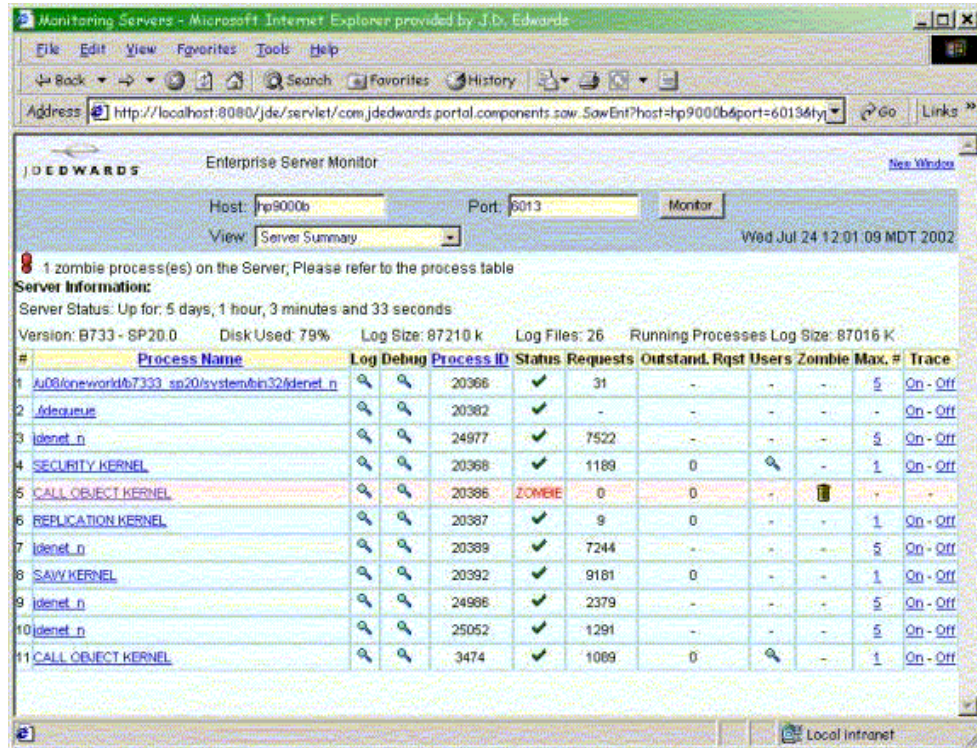 Monitoring Servers - Microsoft Internet Explorer provided by J.D. Edwards
File Edit View Favorites Tools Help
Back Search Favorites History
Address http://localhost:8080/jde/servlet/com.jdedwards.portal.components.saw.SawEnt?host=hp9000b&port=6013&ty Go Links »
JDEDWARDS Enterprise Server Monitor New Window
Host: hp9000b Port: 6013 Monitor
View: Server Summary Wed Jul 24 12:01:09 MDT 2002
1 zombie process(es) on the Server; Please refer to the process table
Server Information:
Server Status: Up for: 5 days, 1 hour, 3 minutes and 33 seconds
Version: B733 - SP20.0 Disk Used: 79% Log Size: 87210 k Log Files: 26 Running Processes Log Size: 87016 K
# Process Name Log Debug Process ID Status Requests Outstand. Rqst Users Zombie Max. # Trace
1 /u08/oneworld/b7333_sp20/system/bin32/jdenet_n 20366 31 - - - 5 On - Off
2 ./jdequeue 20382 - - - - - On - Off
3 jdenet_n 24977 7522 - - - 5 On - Off
4 SECURITY KERNEL 20368 1189 0 - 1 On - Off
5 CALL OBJECT KERNEL 20386 ZOMBIE 0 0 - - -
6 REPLICATION KERNEL 20387 9 0 - - 1 On - Off
7 jdenet_n 20389 7244 - - - 5 On - Off
8 SAW KERNEL 20392 9181 0 - - 1 On - Off
9 jdenet_n 24986 2379 - - - 5 On - Off
10 jdenet_n 25052 1291 - - - 5 On - Off
11 CALL OBJECT KERNEL 3474 1089 0 - 1 On - Off
Local intranet